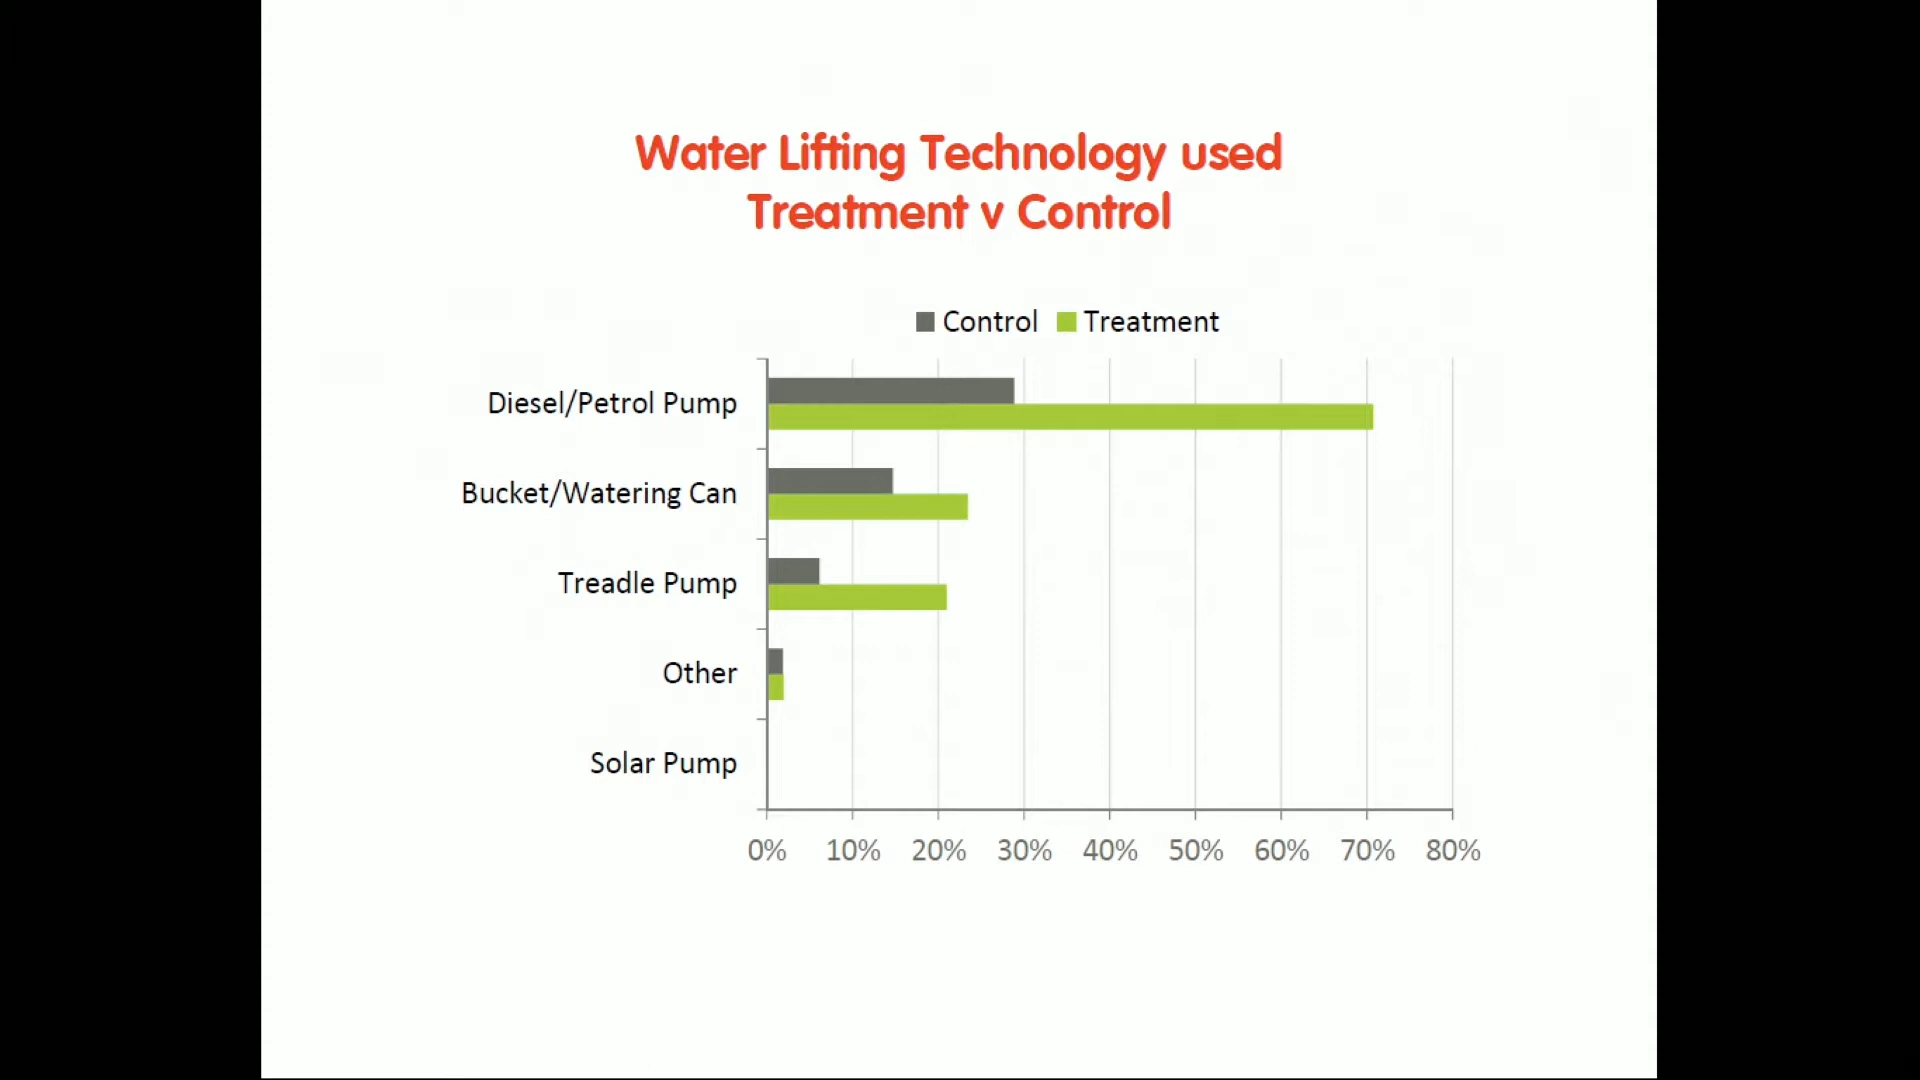 Water Lifting Technology used
Treatment v Control
Control Treatment
Diesel/Petrol Pump
Bucket/Watering Can
Treadle Pump
Other
Solar Pump
0% 10% 20% 30% 40% 50% 60% 70% 80%